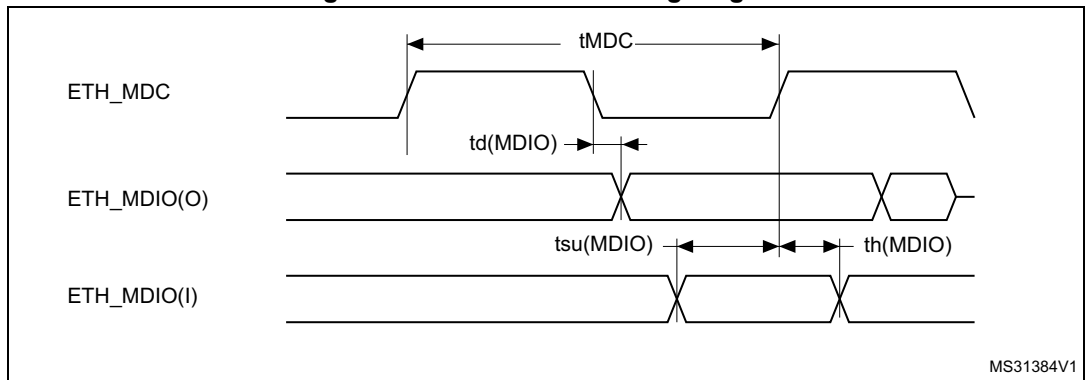 tMDC
ETH_MDC
td(MDIO)
ETH_MDIO(O)
tsu(MDIO)
th(MDIO)
ETH_MDIO(I)
MS31384V1